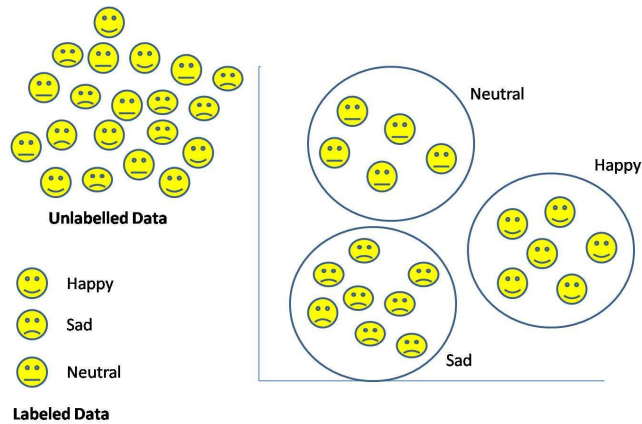 Unlabelled Data
Happy
Sad
Neutral
Labeled Data
Neutral
Happy
Sad